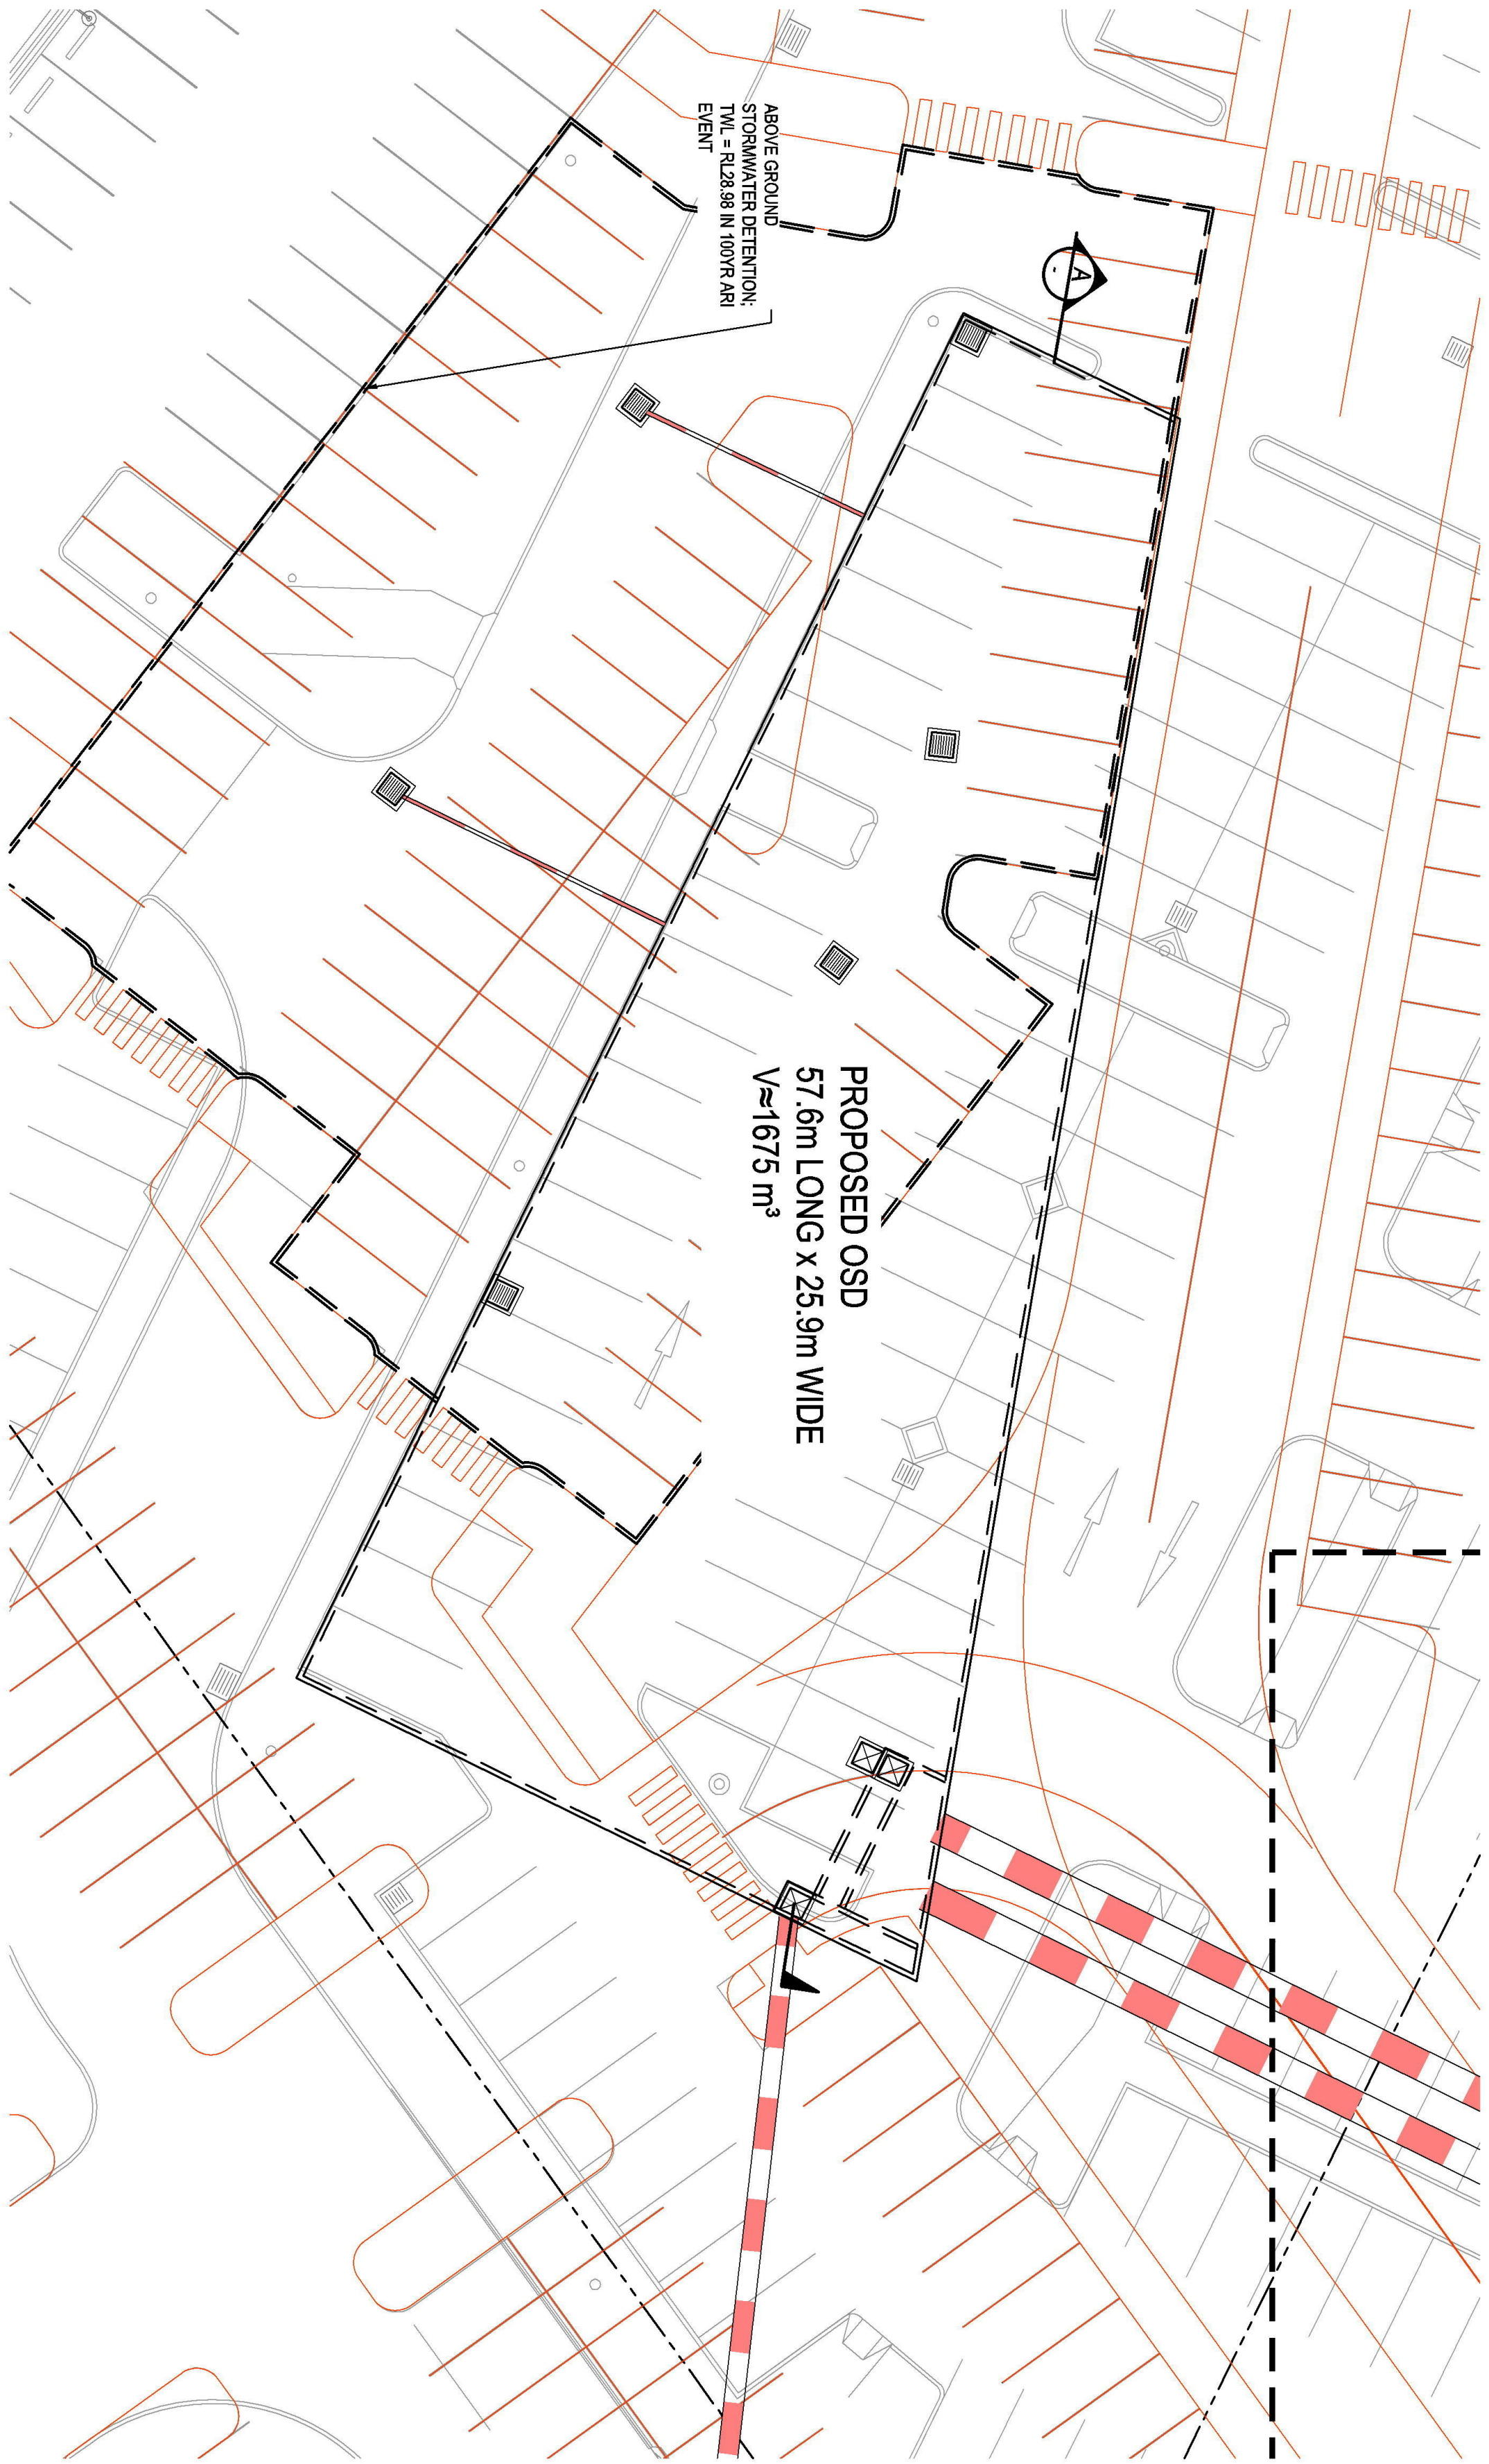 ABOVE GROUND
STORMWATER DETENTION;
TWL = RL28.98 IN 100YR ARI
EVENT
A
-
PROPOSED OSD
57.6m LONG x 25.9m WIDE
V≈1675 m³